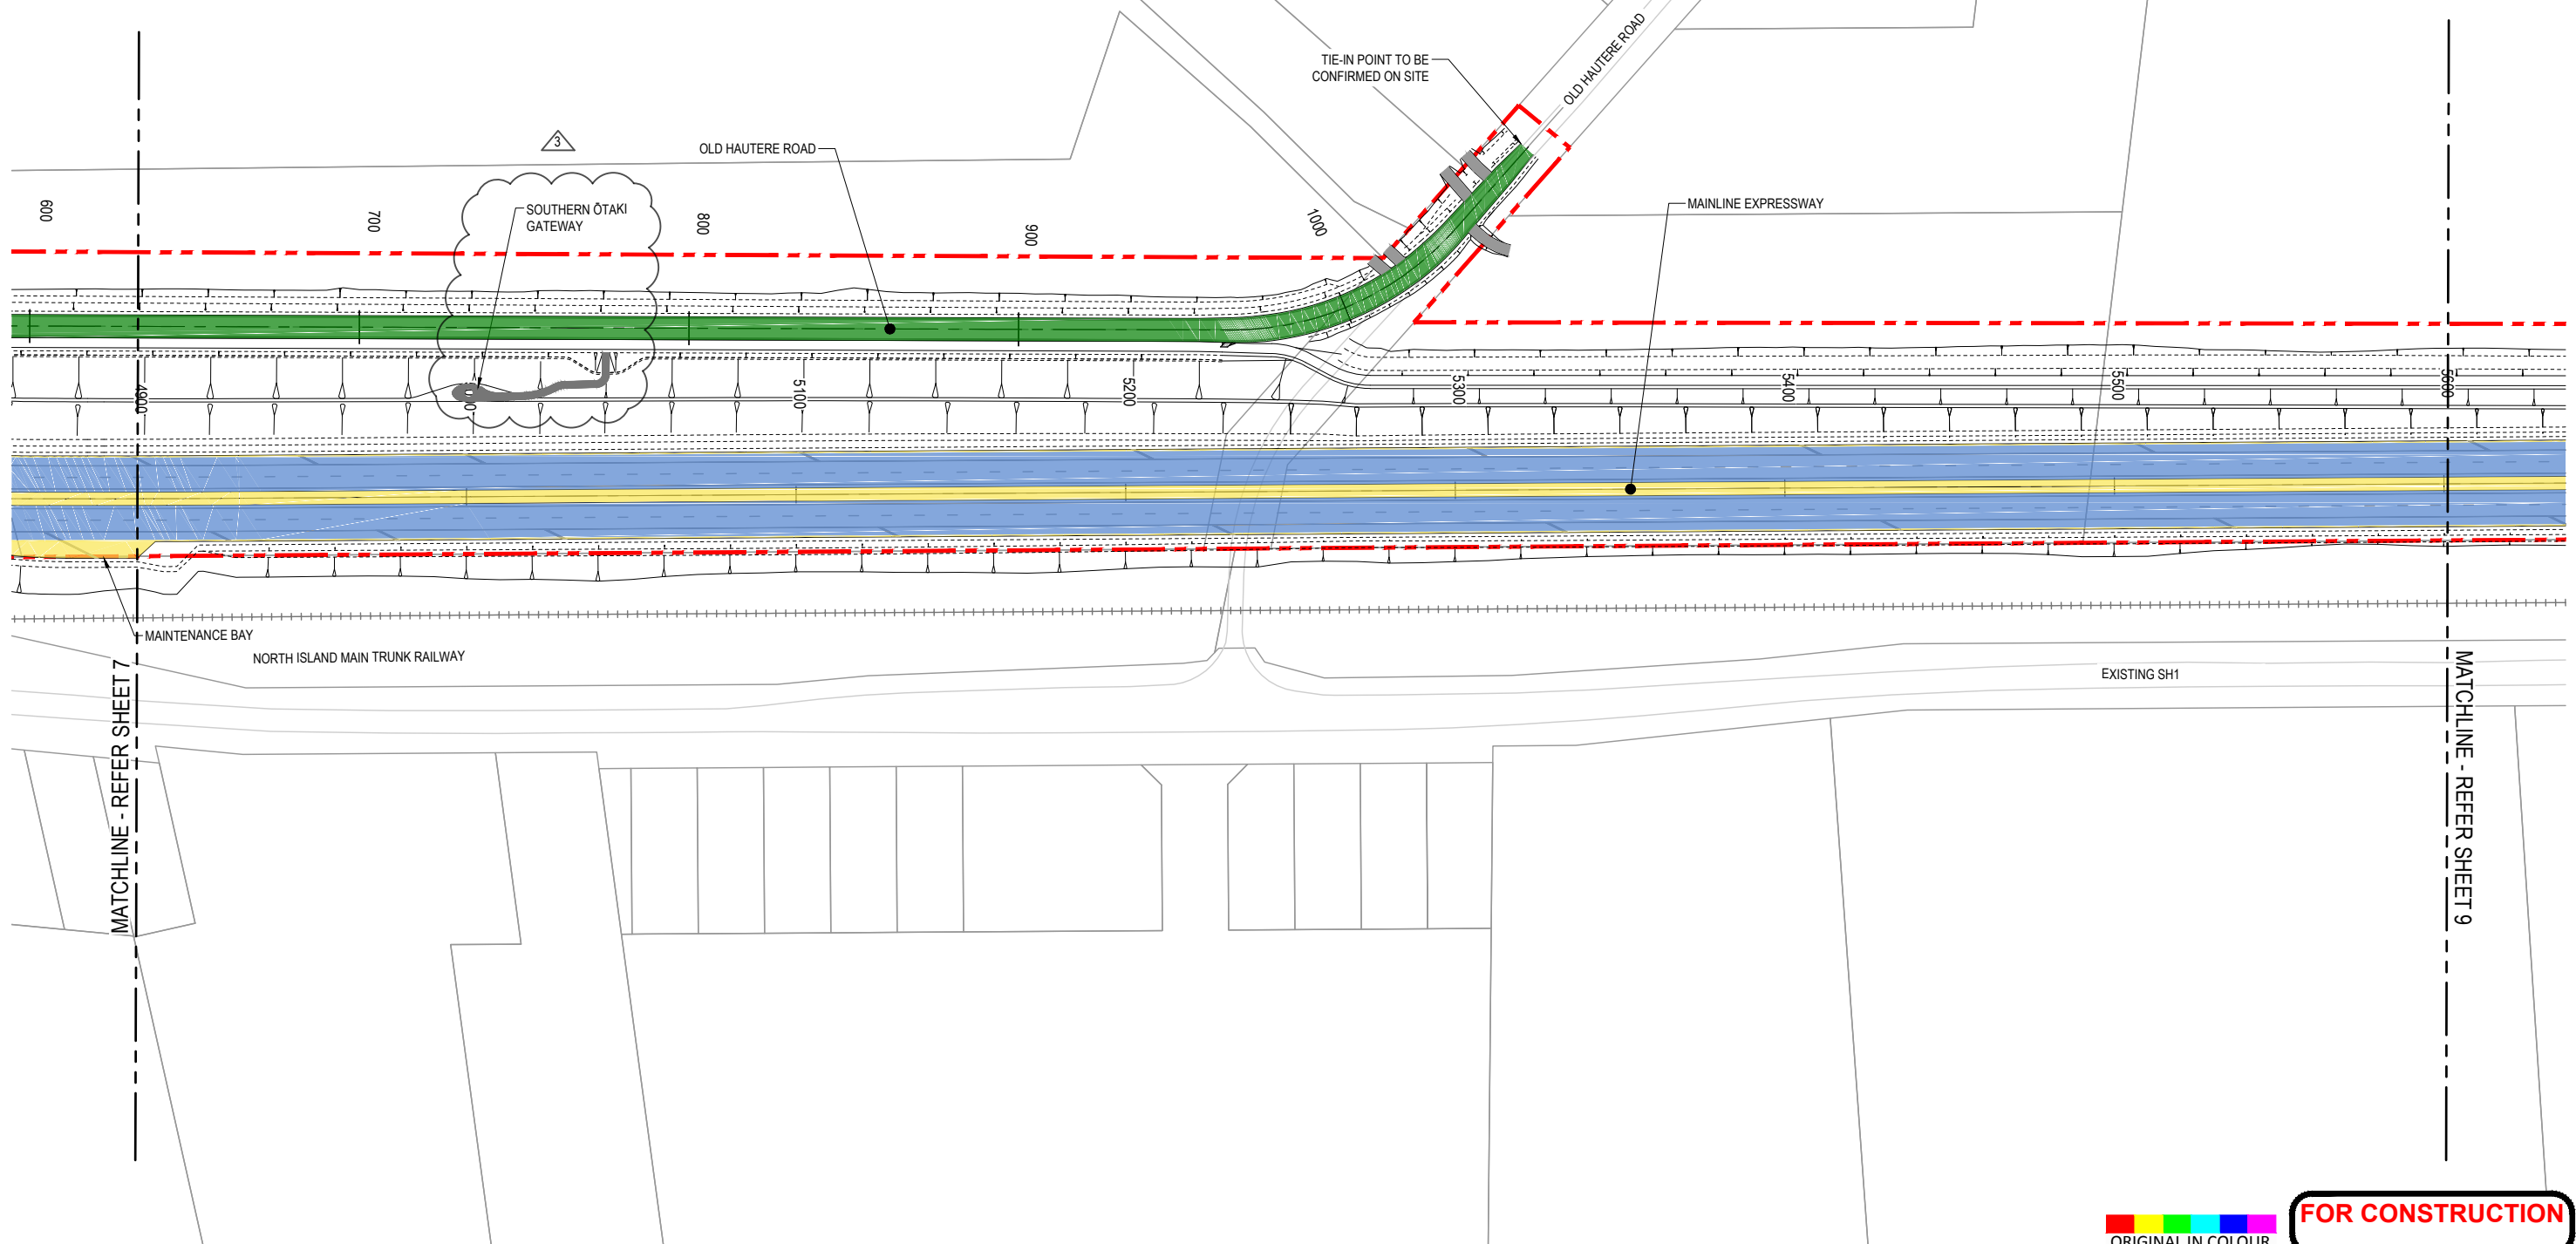 TIE-IN POINT TO BE
CONFIRMED ON SITE
OLD HAUTERE ROAD
3
OLD HAUTERE ROAD
SOUTHERN ŌTAKI
GATEWAY
MAINLINE EXPRESSWAY
600
700
800
900
1000
4900
0
5100
5200
5300
5400
5500
5600
MAINTENANCE BAY
NORTH ISLAND MAIN TRUNK RAILWAY
EXISTING SH1
MATCHLINE - REFER SHEET 7
MATCHLINE - REFER SHEET 9
FOR CONSTRUCTION
ORIGINAL IN COLOUR